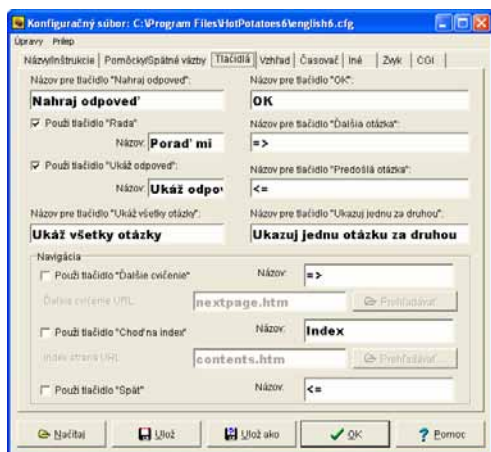 Konfiguračný súbor: C:\Program Files\HotPotatoes6\english6.cfg
Úpravy Prilep
Názvy/Inštrukcie Pomôcky/Spätné väzby Tlačidlá Vzhľad Časovač Iné Zvyk CGI
Názov pre tlačidlo "Nahraj odpoveď": Názov pre tlačidlo "OK":
Nahraj odpoveď OK
Použi tlačidlo "Rada" Názov pre tlačidlo "Ďalšia otázka":
Názov: Poraď mi =>
Použi tlačidlo "Ukáž odpoveď": Názov pre tlačidlo "Predošlá otázka":
Názov: Ukáž odpo <=
Názov pre tlačidlo "Ukáž všetky otázky": Názov pre tlačidlo "Ukazuj jednu za druhou":
Ukáž všetky otázky Ukazuj jednu otázku za druhou
Navigácia
Použi tlačidlo "Ďalšie cvičenie" Názov: =>
Ďalšie cvičenie URL: nextpage.htm Prehľadávať
Použi tlačidlo "Choď na index" Názov: Index
Index strana URL: contents.htm Prehľadávať
Použi tlačidlo "Späť" Názov: <=
Načítaj Ulož Ulož ako OK Pomoc